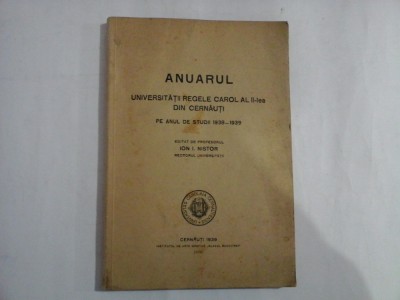 ANUARUL
UNIVERSITĂȚII REGELE CAROL AL II-lea
DIN CERNĂUȚI
PE ANUL DE STUDII 1938–1939
EDITAT DE PROFESORUL
ION I. NISTOR
RECTORUL UNIVERSITĂȚII
CERNĂUȚI 1939